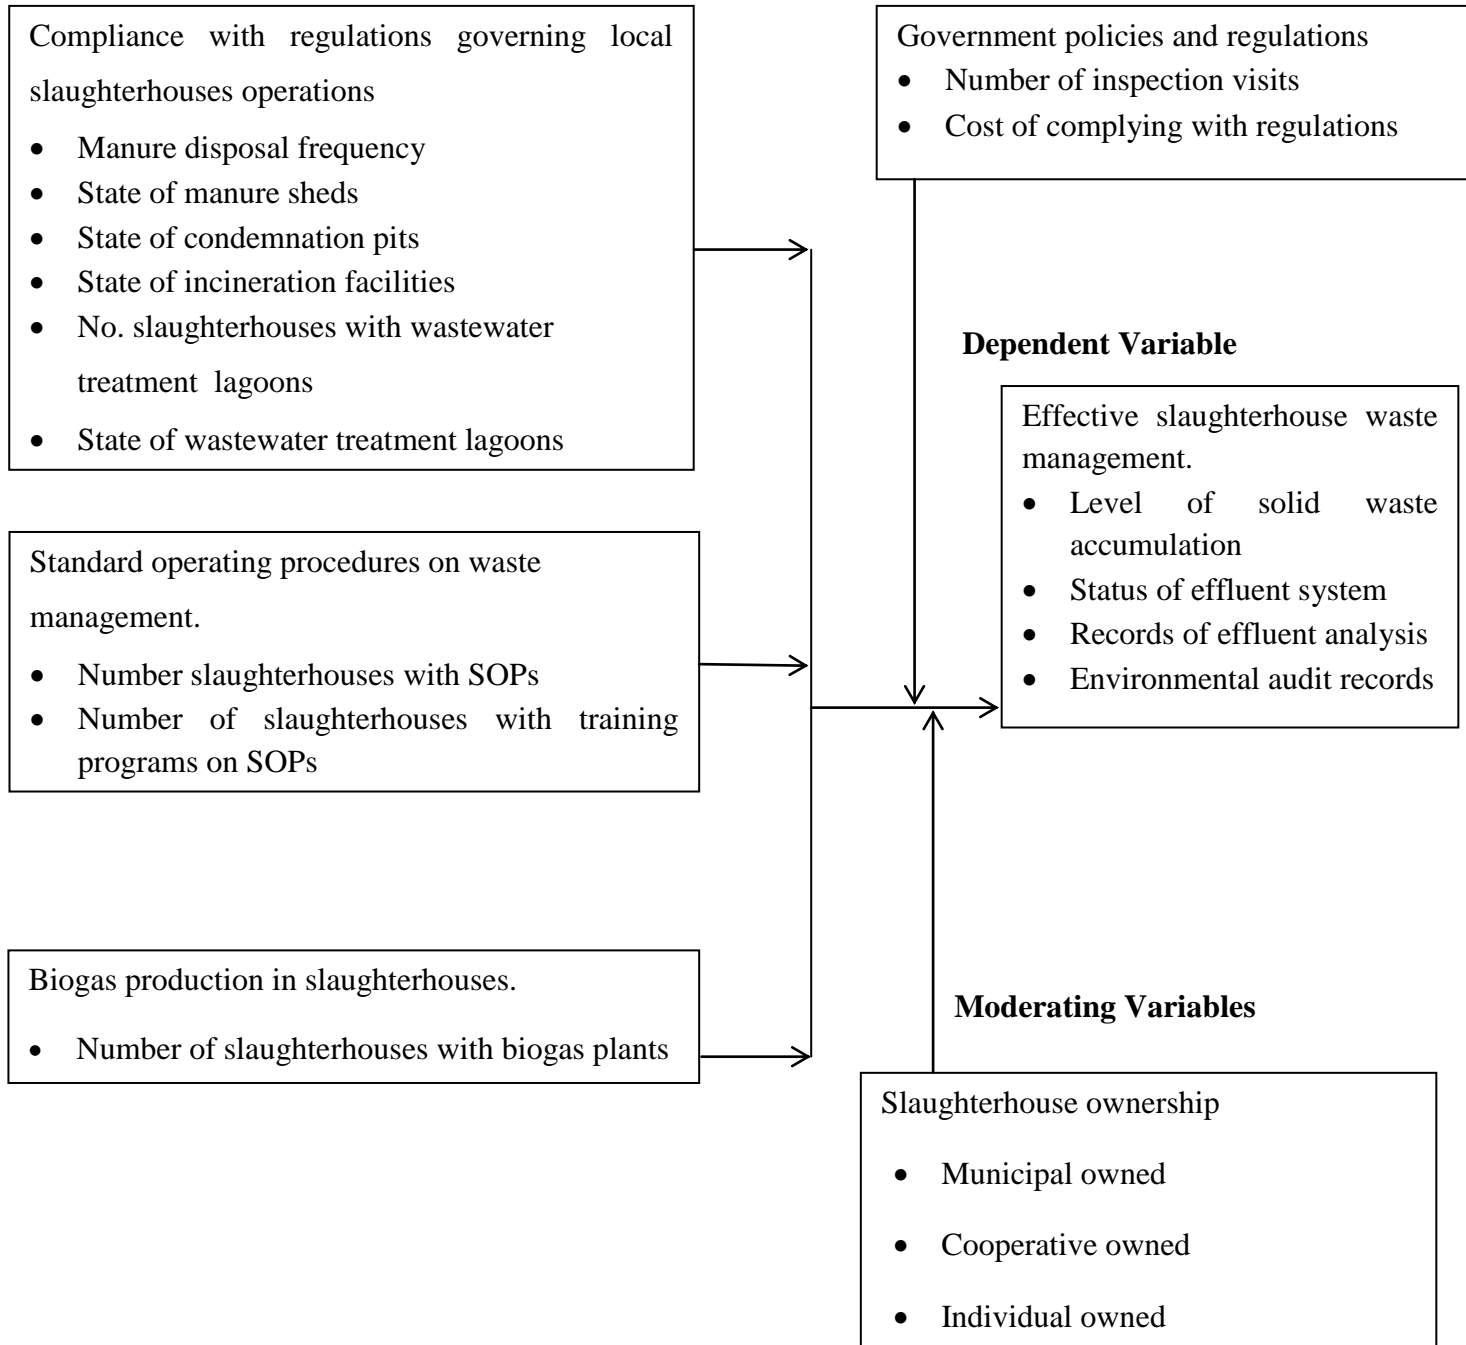 Compliance with regulations governing local
slaughterhouses operations
• Manure disposal frequency
• State of manure sheds
• State of condemnation pits
• State of incineration facilities
• No. slaughterhouses with wastewater
treatment lagoons
• State of wastewater treatment lagoons
Standard operating procedures on waste
management.
• Number slaughterhouses with SOPs
• Number of slaughterhouses with training
programs on SOPs
Biogas production in slaughterhouses.
• Number of slaughterhouses with biogas plants
Government policies and regulations
• Number of inspection visits
• Cost of complying with regulations
Dependent Variable
Effective slaughterhouse waste
management.
• Level of solid waste
accumulation
• Status of effluent system
• Records of effluent analysis
• Environmental audit records
Moderating Variables
Slaughterhouse ownership
• Municipal owned
• Cooperative owned
• Individual owned